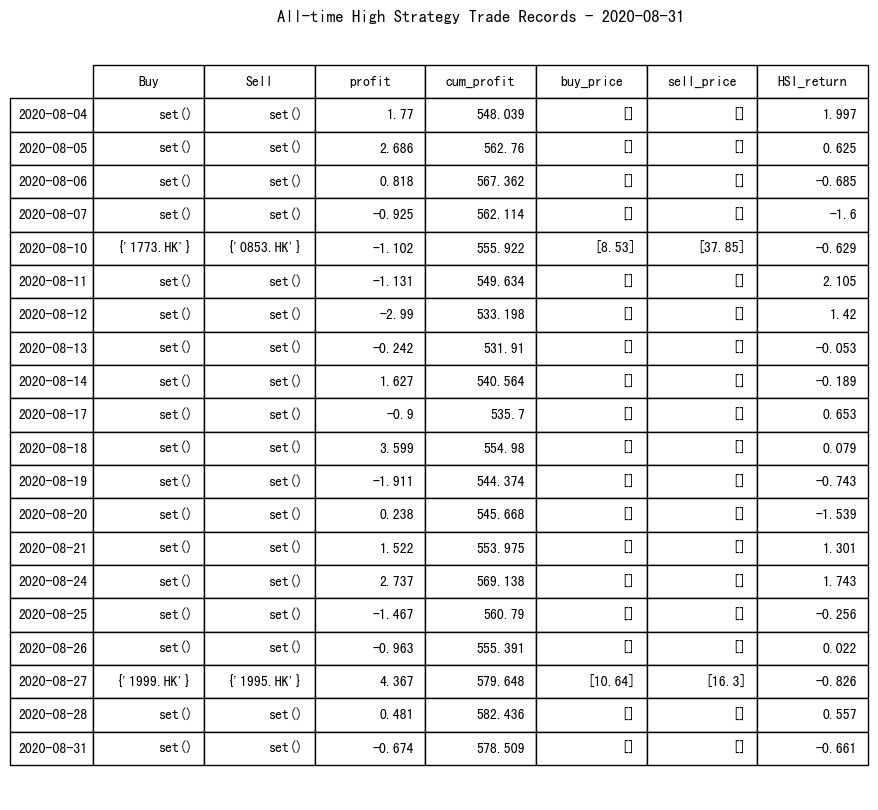 All-time High Strategy Trade Records - 2020-08-31
Buy Sell profit cum_profit buy_price sell_price HSI_return
2020-08-04 set() set() 1.77 548.039 [] [] 1.997
2020-08-05 set() set() 2.686 562.76 [] [] 0.625
2020-08-06 set() set() 0.818 567.362 [] [] -0.685
2020-08-07 set() set() -0.925 562.114 [] [] -1.6
2020-08-10 {'1773.HK'} {'0853.HK'} -1.102 555.922 [8.53] [37.85] -0.629
2020-08-11 set() set() -1.131 549.634 [] [] 2.105
2020-08-12 set() set() -2.99 533.198 [] [] 1.42
2020-08-13 set() set() -0.242 531.91 [] [] -0.053
2020-08-14 set() set() 1.627 540.564 [] [] -0.189
2020-08-17 set() set() -0.9 535.7 [] [] 0.653
2020-08-18 set() set() 3.599 554.98 [] [] 0.079
2020-08-19 set() set() -1.911 544.374 [] [] -0.743
2020-08-20 set() set() 0.238 545.668 [] [] -1.539
2020-08-21 set() set() 1.522 553.975 [] [] 1.301
2020-08-24 set() set() 2.737 569.138 [] [] 1.743
2020-08-25 set() set() -1.467 560.79 [] [] -0.256
2020-08-26 set() set() -0.963 555.391 [] [] 0.022
2020-08-27 {'1999.HK'} {'1995.HK'} 4.367 579.648 [10.64] [16.3] -0.826
2020-08-28 set() set() 0.481 582.436 [] [] 0.557
2020-08-31 set() set() -0.674 578.509 [] [] -0.661